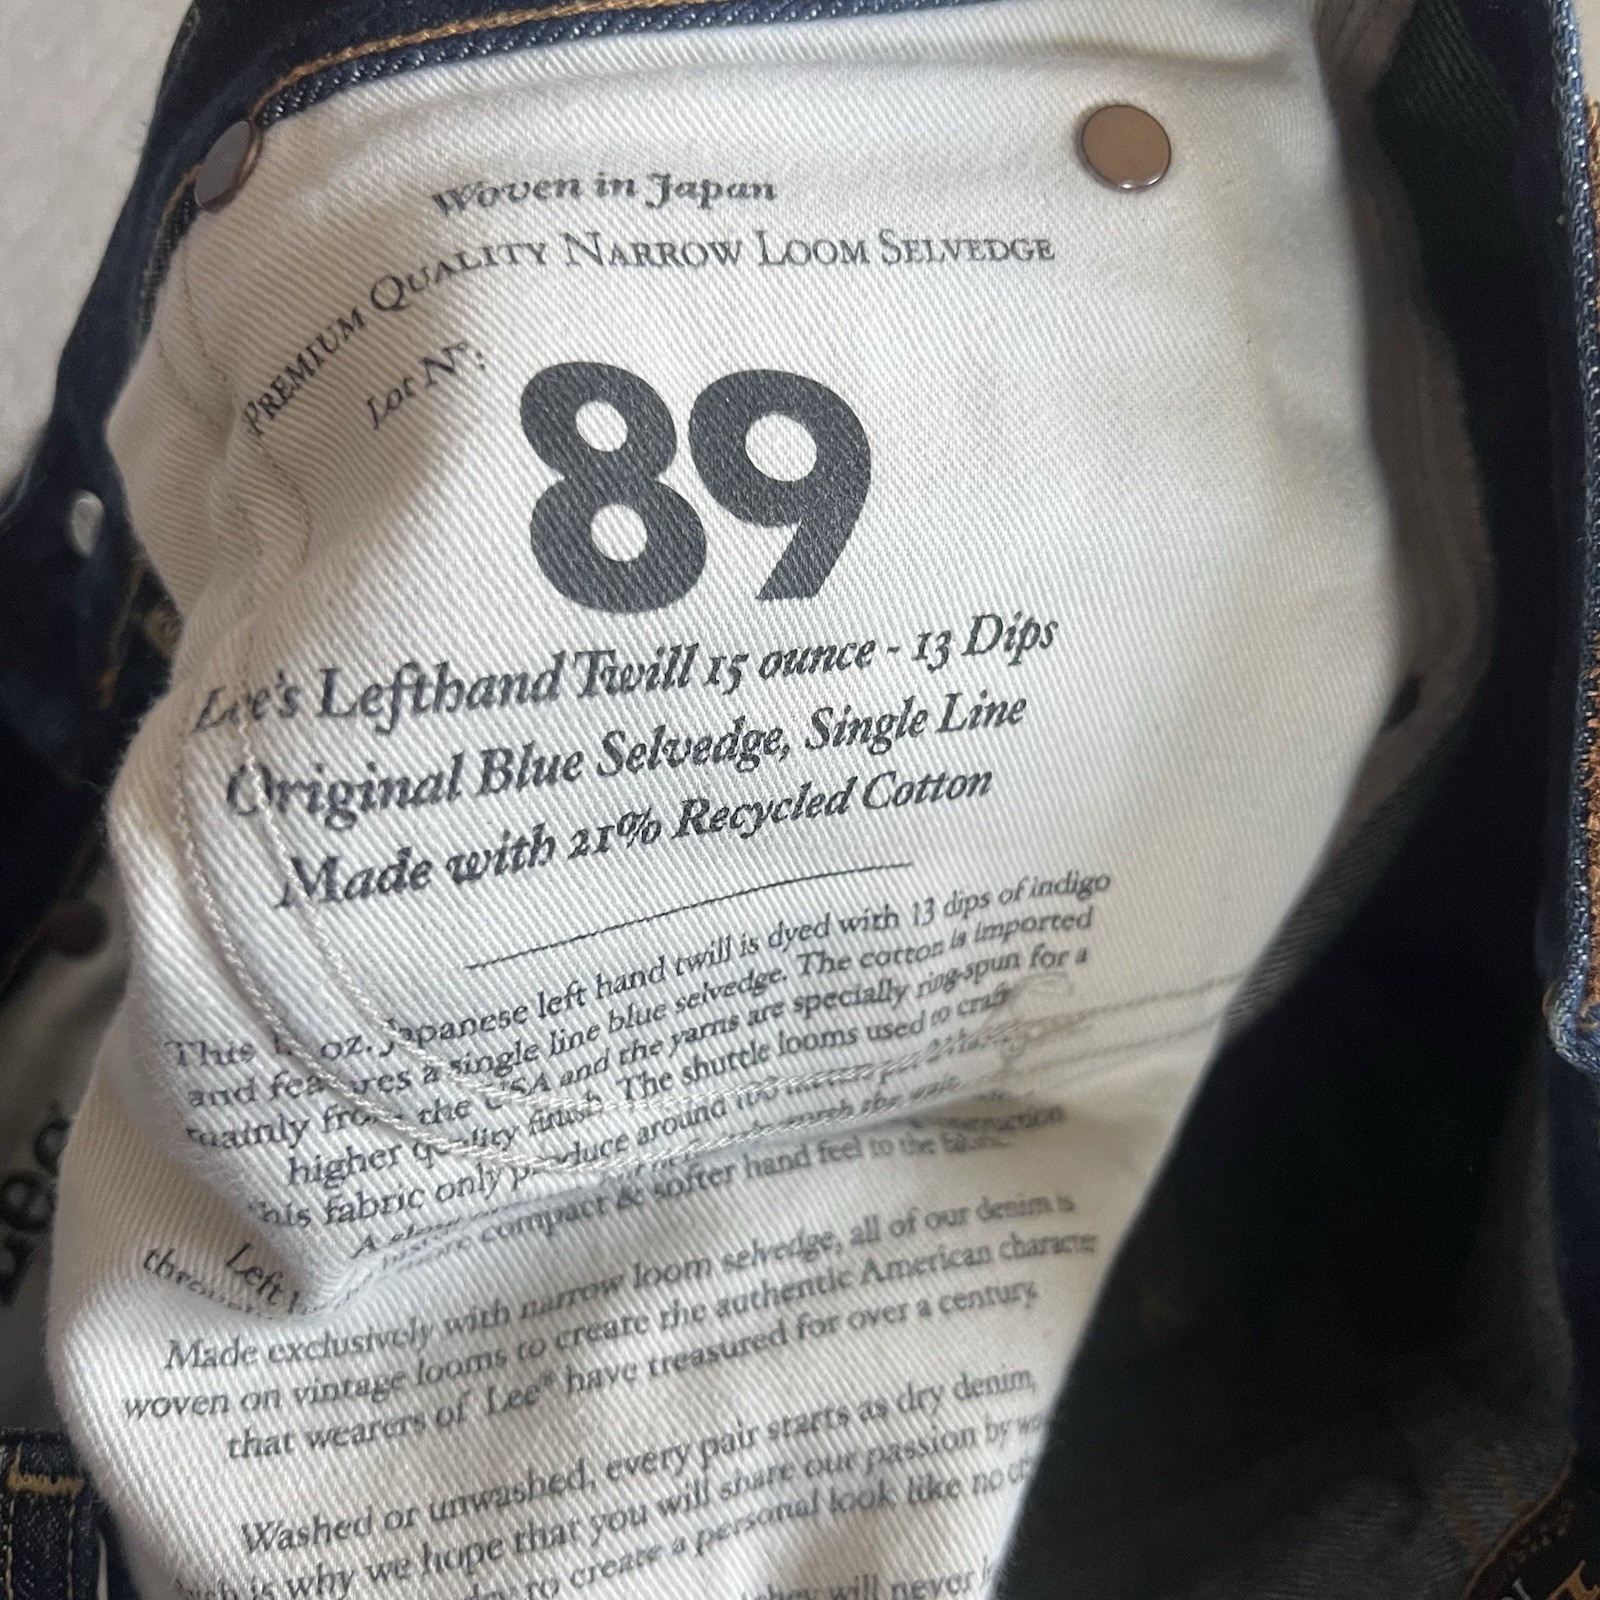 Woven in Japan
PREMIUM QUALITY NARROW LOOM SELVEDGE
Lot Nº:
89
Lee's Lefthand Twill 15 ounce - 13 Dips
Original Blue Selvedge, Single Line
Made with 21% Recycled Cotton
This oz. Japanese left hand twill is dyed with 13 dips of indigo
and features a single line blue selvedge. The cotton is imported
mainly from the USA and the yarns are specially ring-spun for a
higher quality finish. The shuttle looms used to craft
this fabric only produce around 100
A
Left
compact & softer hand feel to the
Made exclusively with narrow loom selvedge, all of our denim is
woven on vintage looms to create the authentic American character
that wearers of Lee® have treasured for over a century.
Washed or unwashed, every pair starts as dry denim,
is why we hope that you will share our passion by
to create a personal look like no
they will never
Lee